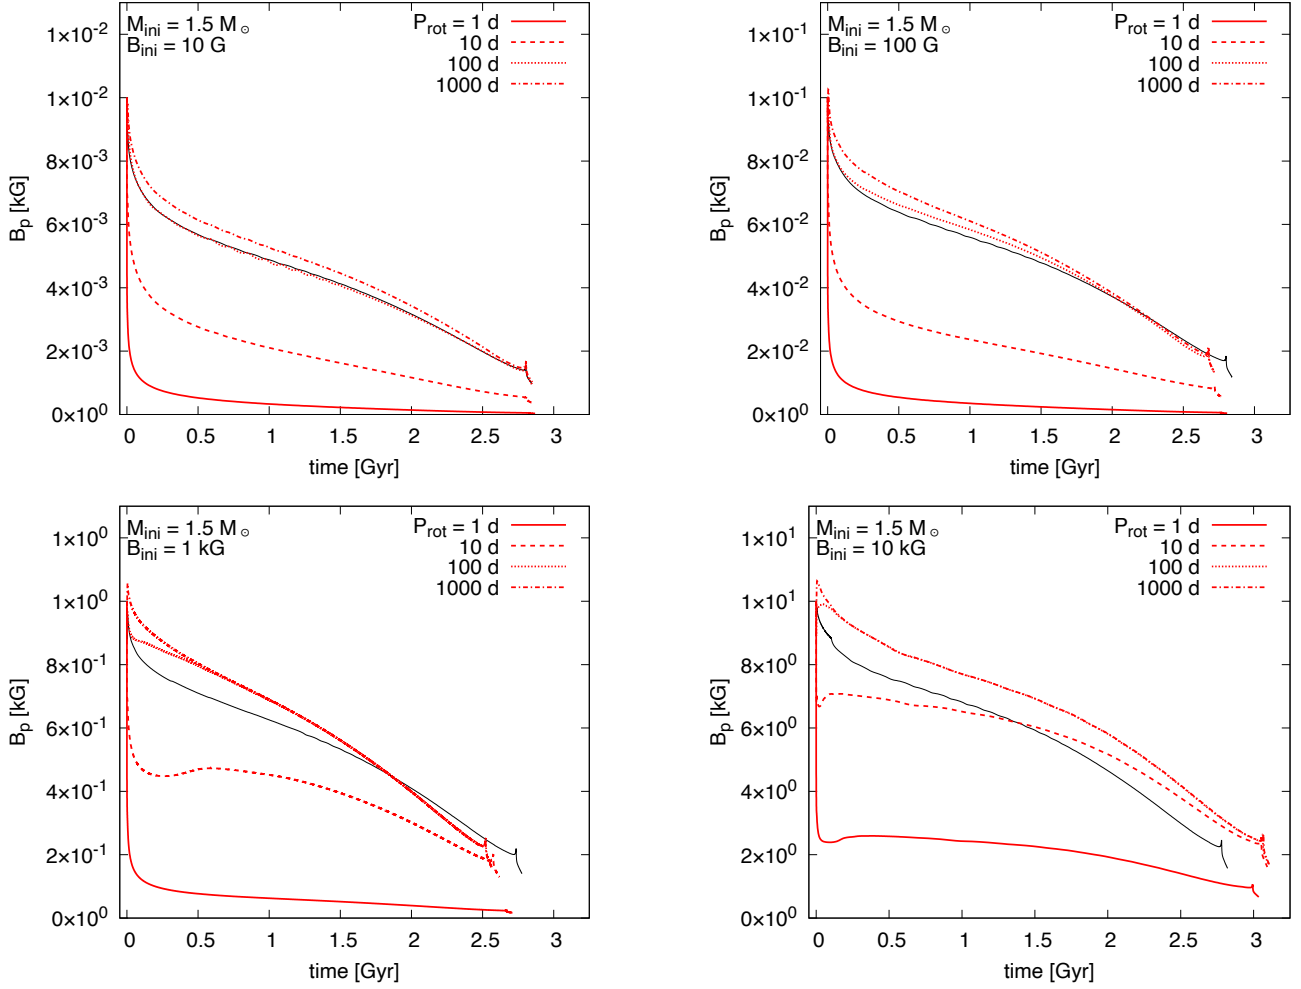 M_ini = 1.5 M_⊙
B_ini = 10 G
P_rot = 1 d
10 d
100 d
1000 d
1×10^-2
1×10^-2
8×10^-3
6×10^-3
4×10^-3
2×10^-3
0×10^0
B_p [kG]
0 0.5 1 1.5 2 2.5 3
time [Gyr]
M_ini = 1.5 M_⊙
B_ini = 100 G
P_rot = 1 d
10 d
100 d
1000 d
1×10^-1
1×10^-1
8×10^-2
6×10^-2
4×10^-2
2×10^-2
0×10^0
B_p [kG]
0 0.5 1 1.5 2 2.5 3
time [Gyr]
M_ini = 1.5 M_⊙
B_ini = 1 kG
P_rot = 1 d
10 d
100 d
1000 d
1×10^0
1×10^0
8×10^-1
6×10^-1
4×10^-1
2×10^-1
0×10^0
B_p [kG]
0 0.5 1 1.5 2 2.5 3
time [Gyr]
M_ini = 1.5 M_⊙
B_ini = 10 kG
P_rot = 1 d
10 d
100 d
1000 d
1×10^1
1×10^1
8×10^0
6×10^0
4×10^0
2×10^0
0×10^0
B_p [kG]
0 0.5 1 1.5 2 2.5 3
time [Gyr]